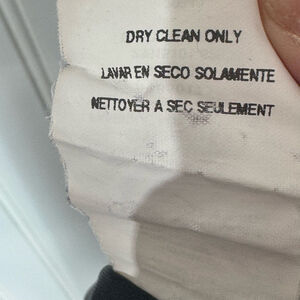 DRY CLEAN ONLY
LAVAR EN SECO SOLAMENTE
NETTOYER A SEC SEULEMENT